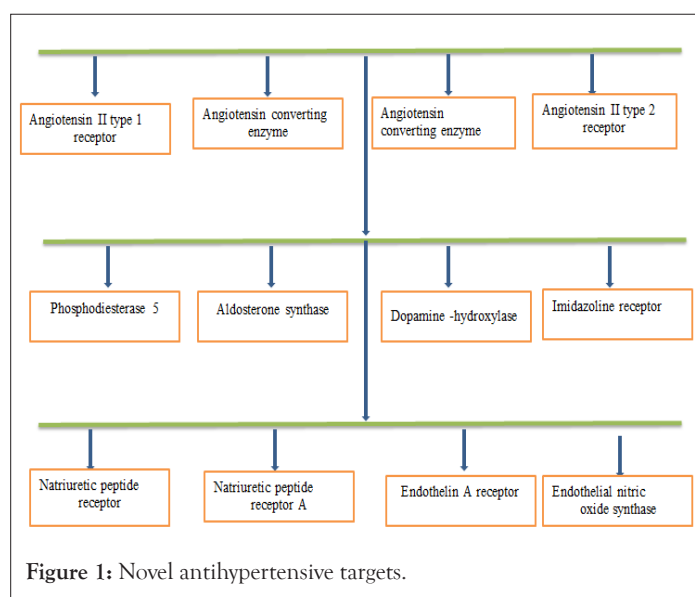 Angiotensin II type 1
receptor
Angiotensin converting
enzyme
Angiotensin
converting enzyme
Angiotensin II type 2
receptor
Phosphodiesterase 5
Aldosterone synthase
Dopamine -hydroxylase
Imidazoline receptor
Natriuretic peptide
receptor
Natriuretic peptide
receptor A
Endothelin A receptor
Endothelial nitric
oxide synthase
Figure 1: Novel antihypertensive targets.